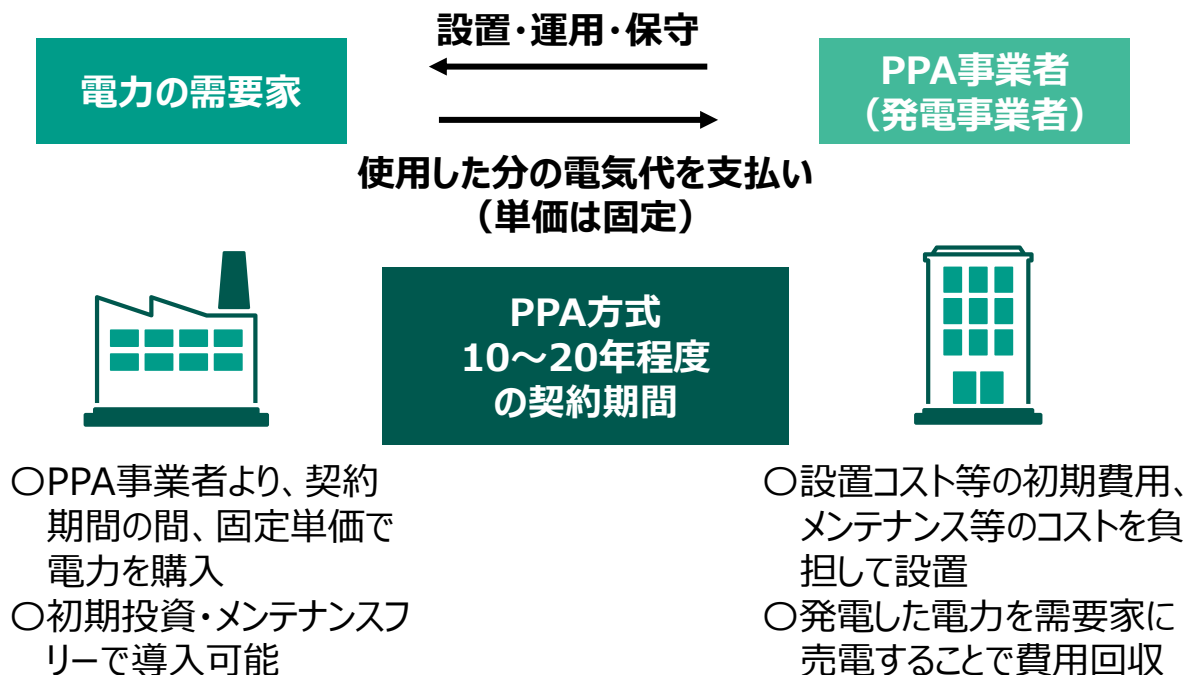 設置・運用・保守
電力の需要家
PPA事業者
（発電事業者）
使用した分の電気代を支払い
（単価は固定）
PPA方式
10～20年程度
の契約期間
〇PPA事業者より、契約
期間の間、固定単価で
電力を購入
〇初期投資・メンテナンスフ
リーで導入可能
〇設置コスト等の初期費用、
メンテナンス等のコストを負
担して設置
〇発電した電力を需要家に
売電することで費用回収